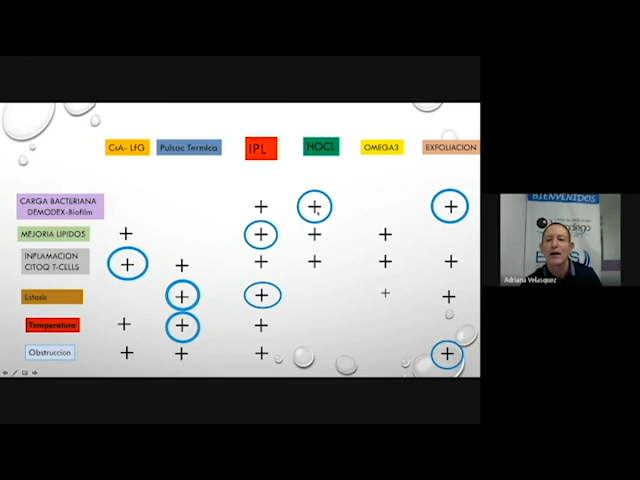 CsA- LfG
Pulsac Termica
IPL
HOCL
OMEGA3
EXFOLIACION
CARGA BACTERIANA
DEMODEX-Biofilm
+ + +
MEJORIA LIPIDOS
+ + + +
INFLAMACION
CITOQ T-CELLS
+ + + + + +
Estasis
+ + + +
Temperatura
+ + +
Obstruccion
+ + + +
BIENVENIDOS
Adriana Velasquez